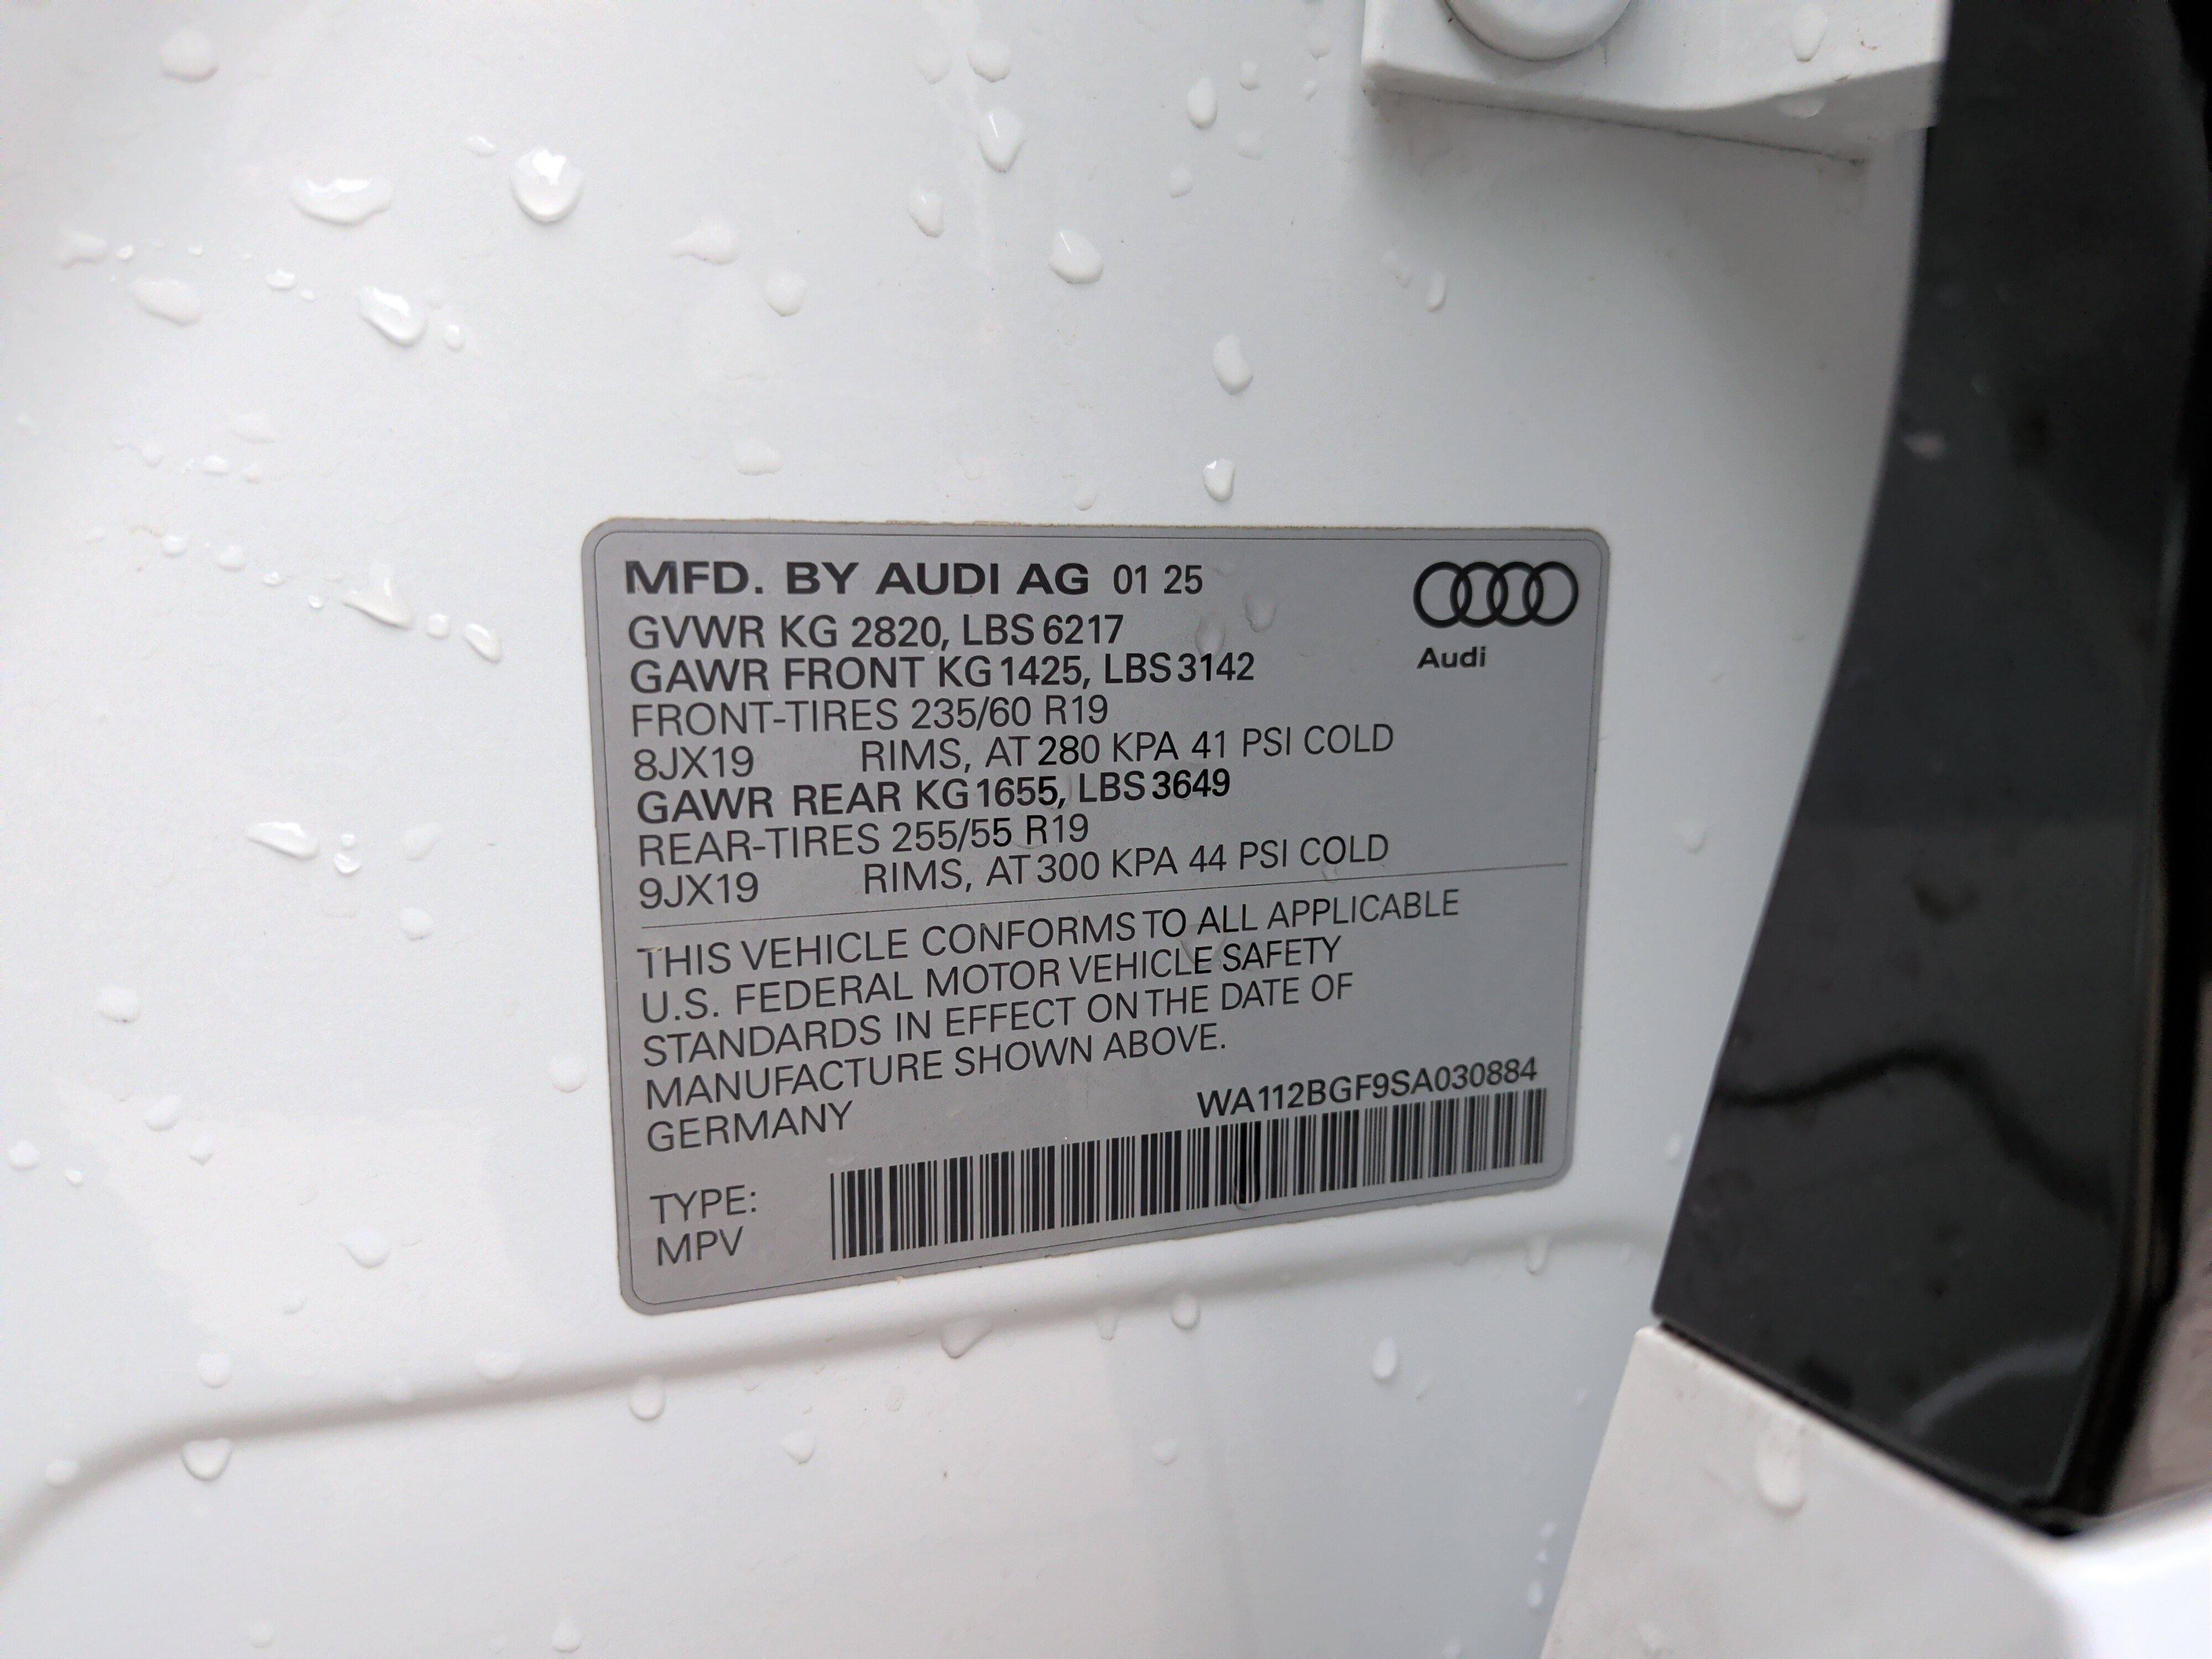 MFD. BY AUDI AG 01 25
GVWR KG 2820, LBS 6217
GAWR FRONT KG 1425, LBS 3142
Audi
FRONT-TIRES 235/60 R19
8JX19 RIMS, AT 280 KPA 41 PSI COLD
GAWR REAR KG 1655, LBS 3649
REAR-TIRES 255/55 R19
9JX19 RIMS, AT 300 KPA 44 PSI COLD
THIS VEHICLE CONFORMS TO ALL APPLICABLE
U.S. FEDERAL MOTOR VEHICLE SAFETY
STANDARDS IN EFFECT ON THE DATE OF
MANUFACTURE SHOWN ABOVE.
GERMANY
WA112BGF9SA030884
TYPE:
MPV